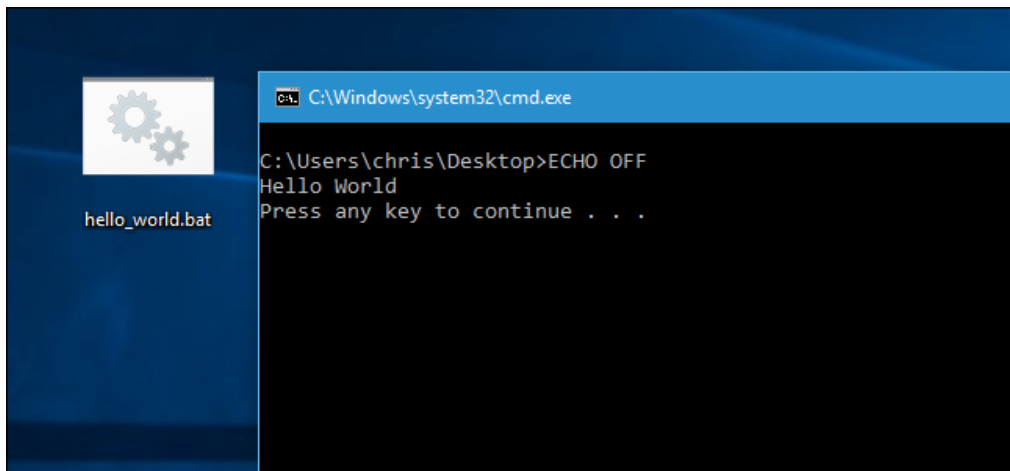 hello_world.bat
C:\Windows\system32\cmd.exe
C:\Users\chris\Desktop>ECHO OFF
Hello World
Press any key to continue . . .